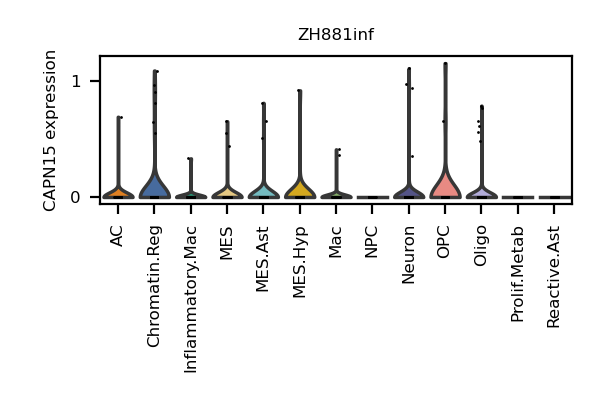 ZH881inf
CAPN15 expression
1
0
AC
Chromatin.Reg
Inflammatory.Mac
MES
MES.Ast
MES.Hyp
Mac
NPC
Neuron
OPC
Oligo
Prolif.Metab
Reactive.Ast